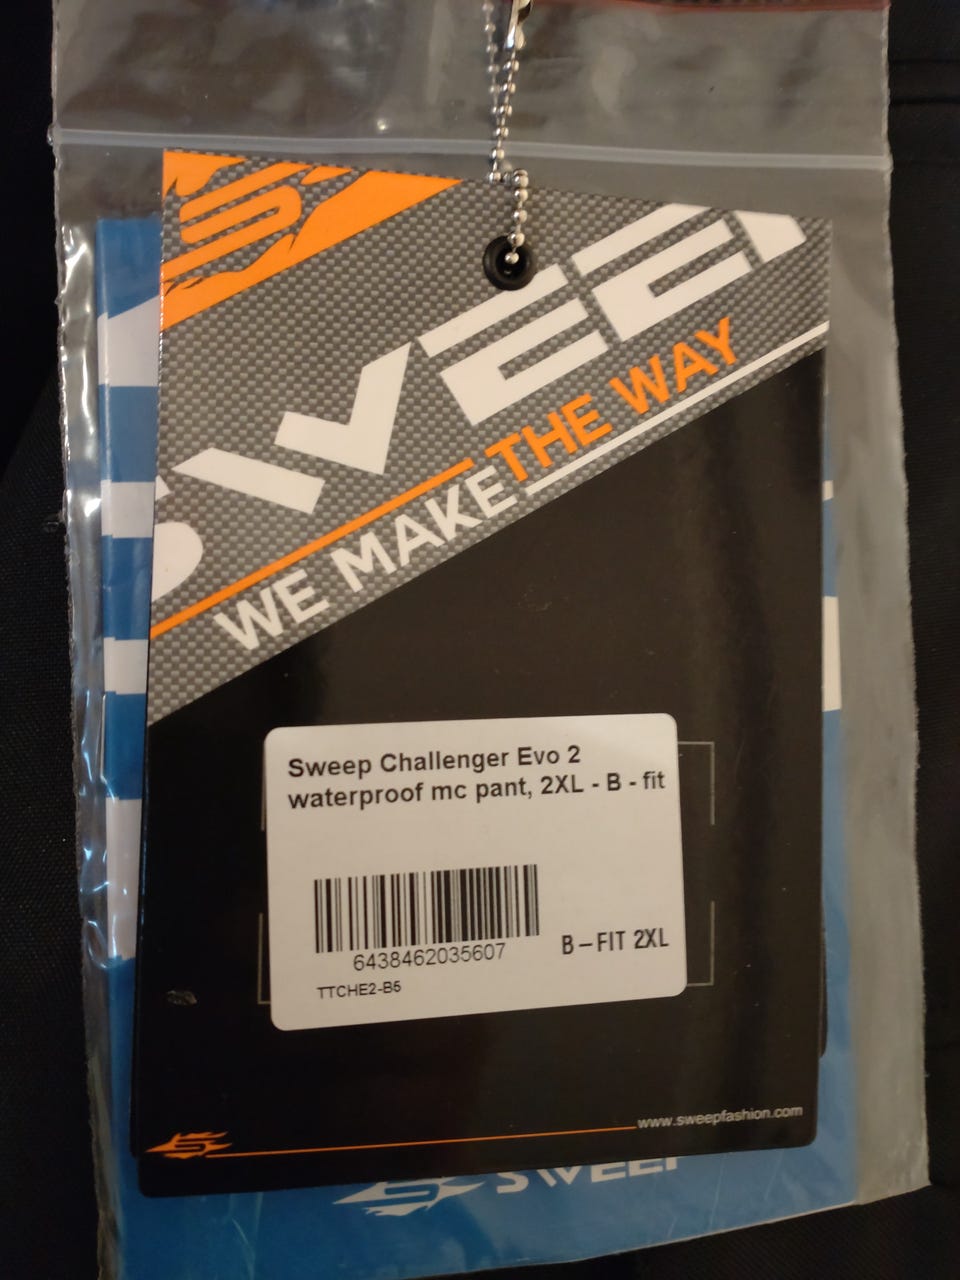 SWEEP
WE MAKE THE WAY
Sweep Challenger Evo 2
waterproof mc pant, 2XL - B - fit
6438462035607
B-FIT 2XL
TTCHE2-B5
www.sweepfashion.com
SWEEP